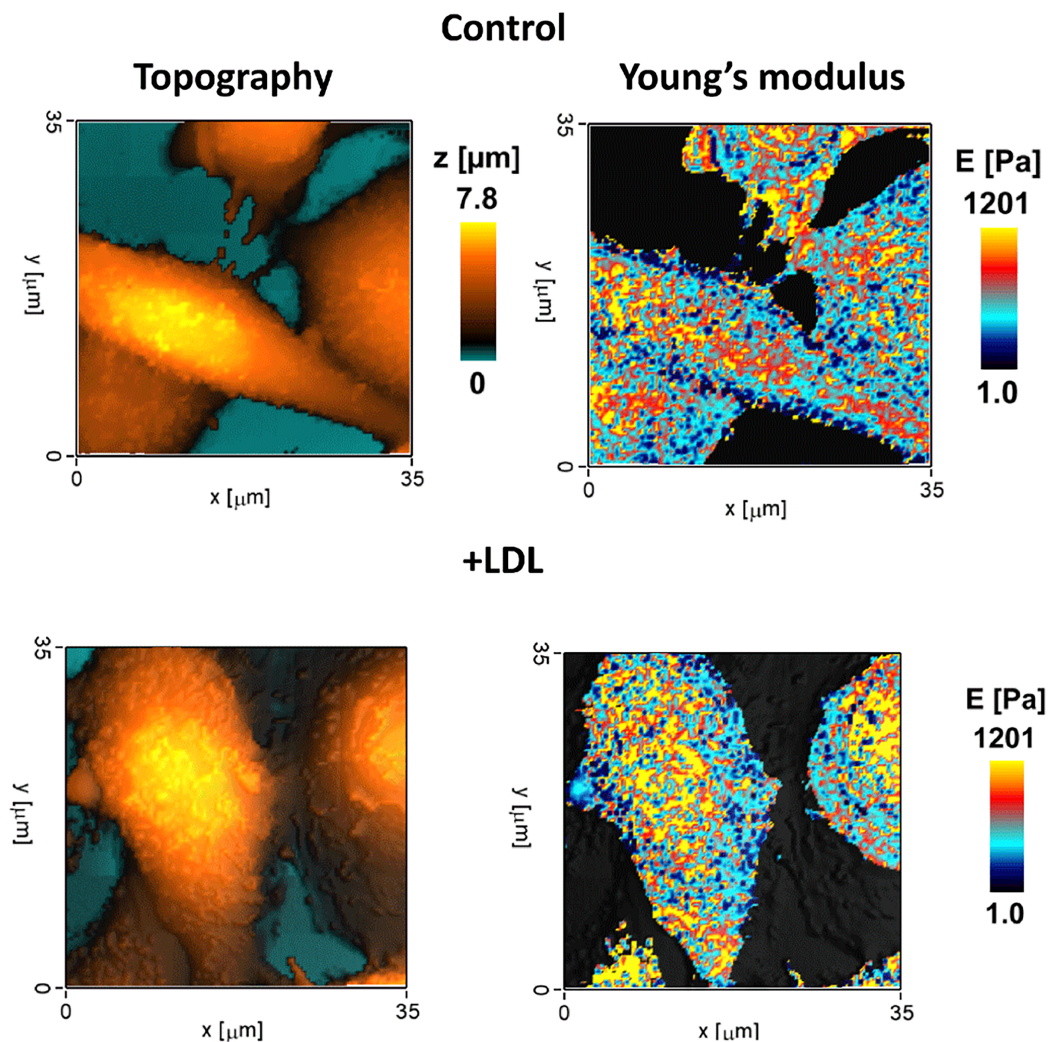 Control
Topography
Young's modulus
35
y [μm]
0
0
35
x [μm]
z [μm]
7.8
0
35
y [μm]
0
0
35
x [μm]
E [Pa]
1201
1.0
+LDL
35
y [μm]
0
0
35
x [μm]
35
y [μm]
0
0
35
x [μm]
E [Pa]
1201
1.0